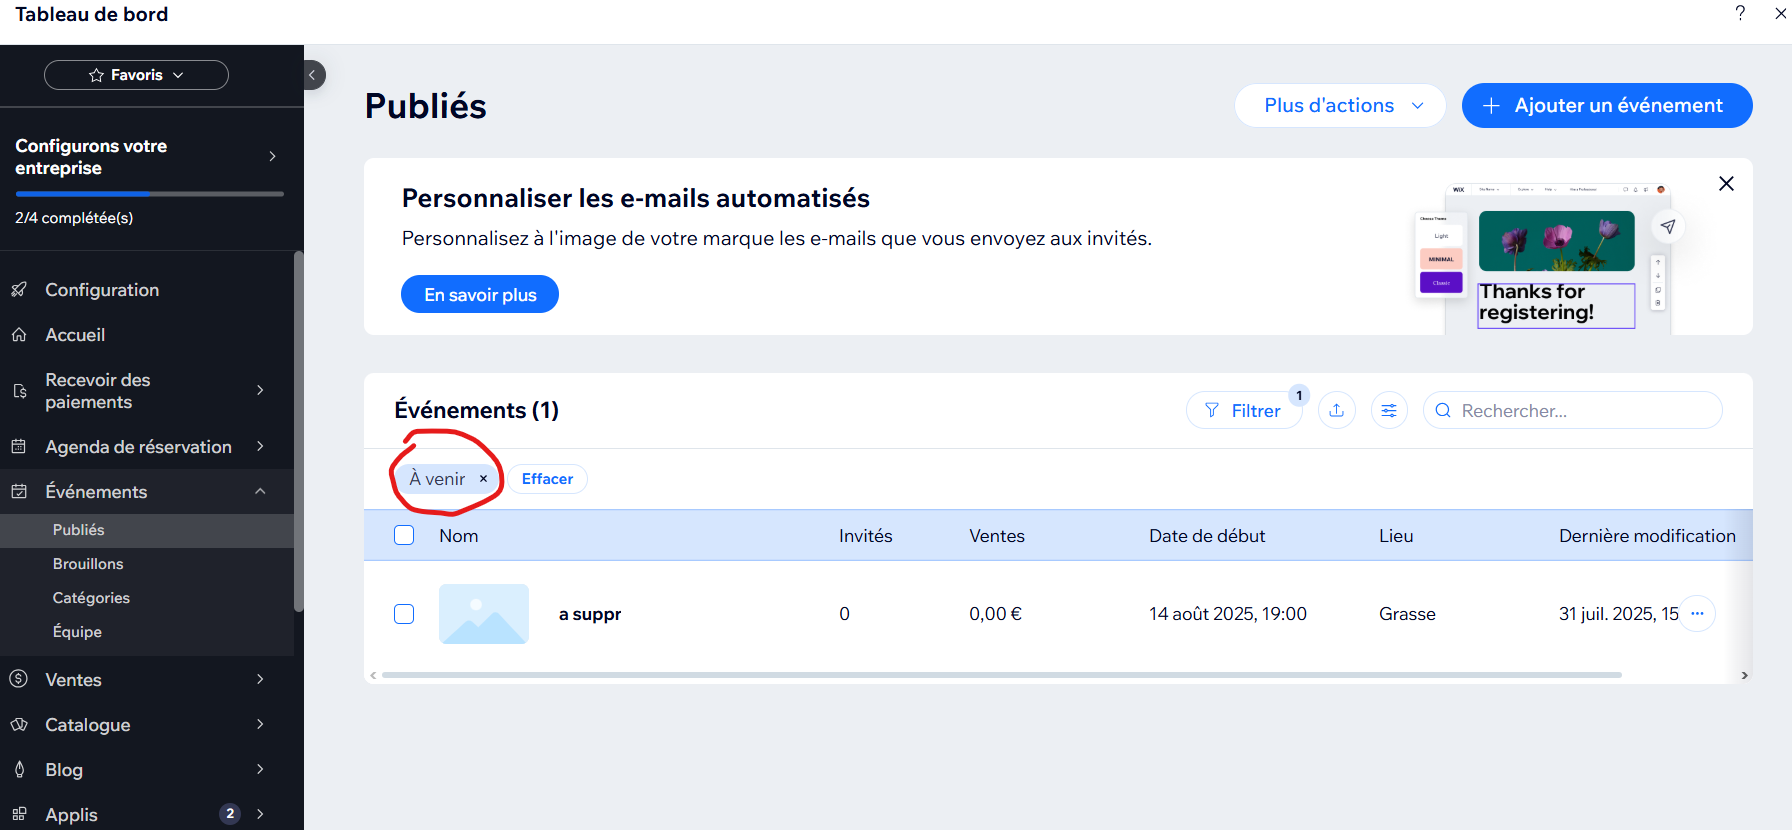 Tableau de bord
?
Favoris
Configurons votre
entreprise
2/4 complétée(s)
Configuration
Accueil
Recevoir des
paiements
Agenda de réservation
Événements
Publiés
Brouillons
Catégories
Équipe
Ventes
Catalogue
Blog
Applis 2
Publiés
Plus d'actions
+ Ajouter un événement
Personnaliser les e-mails automatisés
Personnalisez à l'image de votre marque les e-mails que vous envoyez aux invités.
En savoir plus
WIX
Choose Theme
Light
MINIMAL
Classic
Thanks for
registering!
Événements (1)
Filtrer 1
Rechercher...
À venir ×
Effacer
Nom Invités Ventes Date de début Lieu Dernière modification
a suppr 0 0,00 € 14 août 2025, 19:00 Grasse 31 juil. 2025, 15